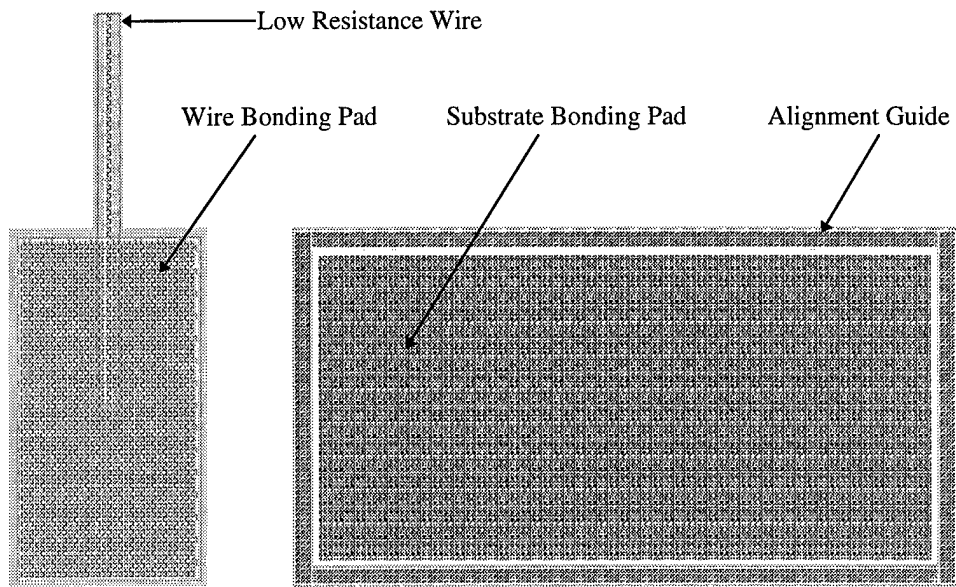 Low Resistance Wire
Wire Bonding Pad
Substrate Bonding Pad
Alignment Guide